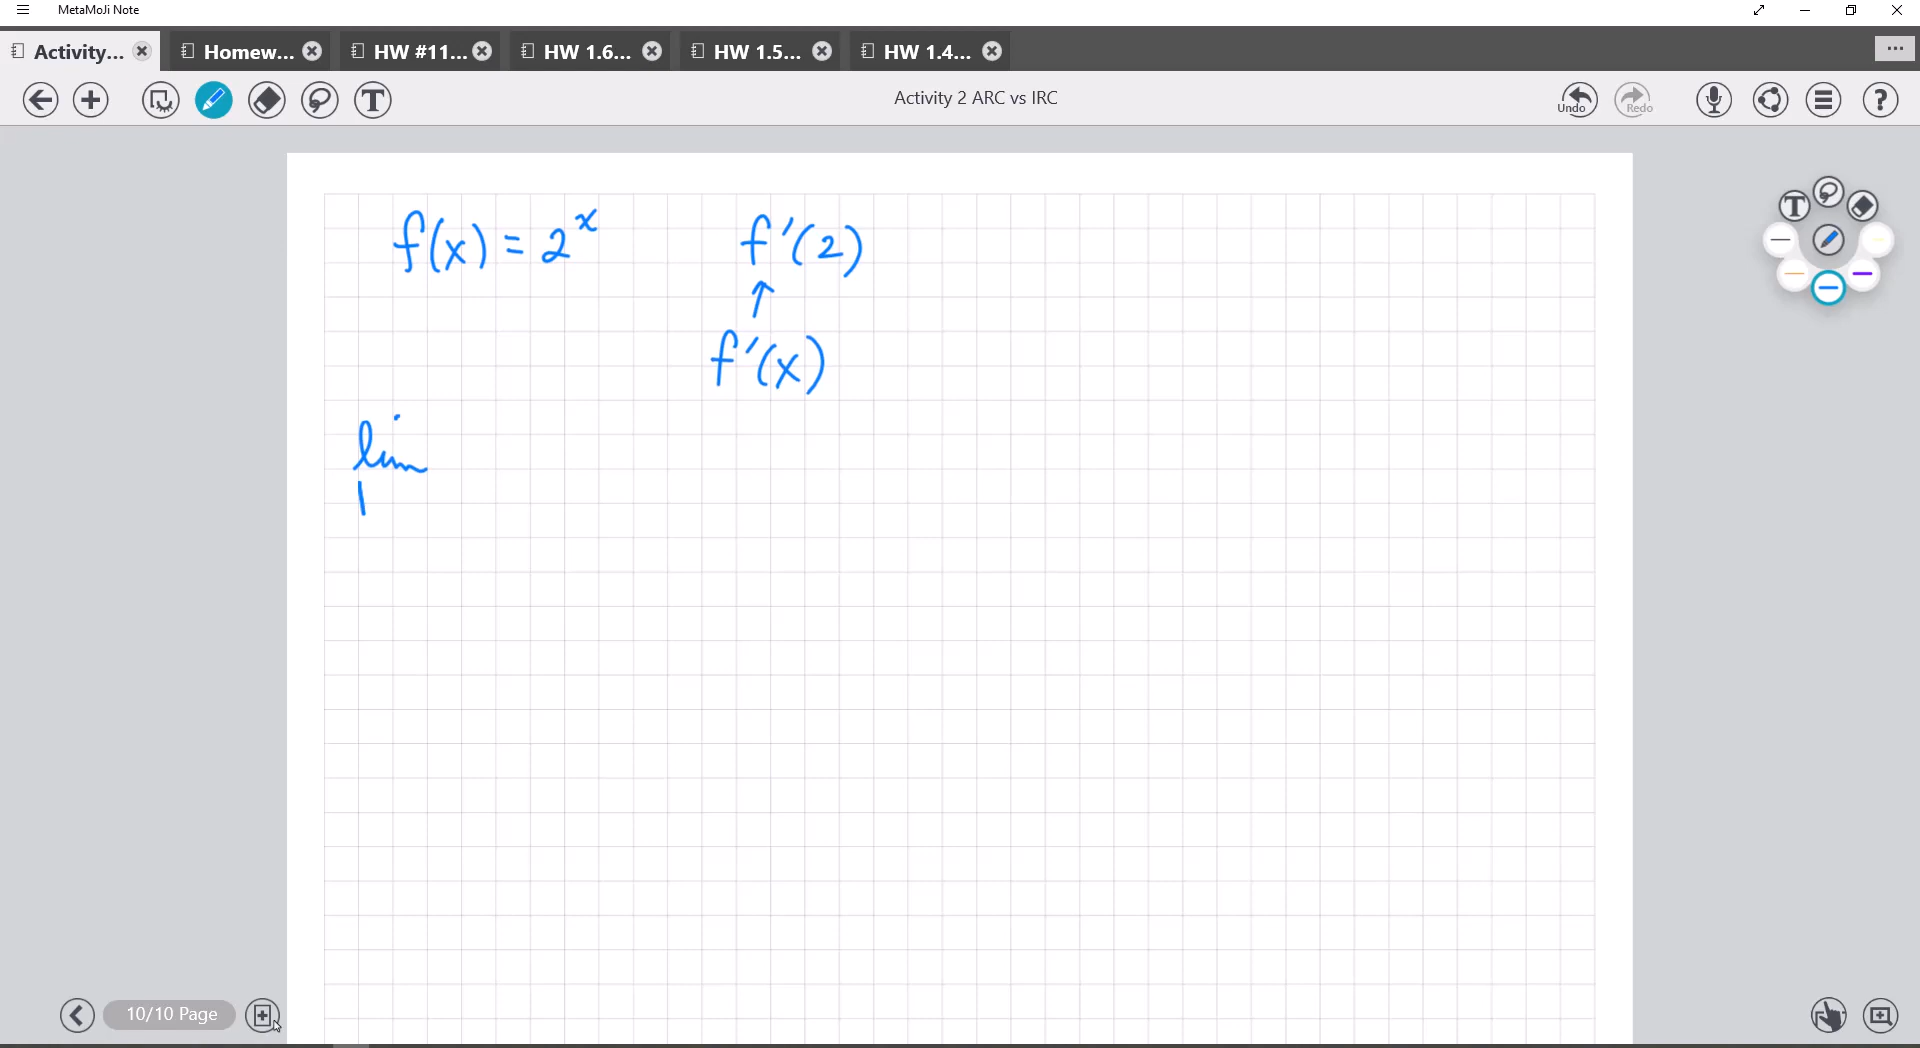 MetaMoJi Note
Activity... Homew... HW #11... HW 1.6... HW 1.5... HW 1.4...
T Activity 2 ARC vs IRC Undo Redo ?
T
f(x) = 2^x f'(2)
↑
f'(x)
lim
10/10 Page